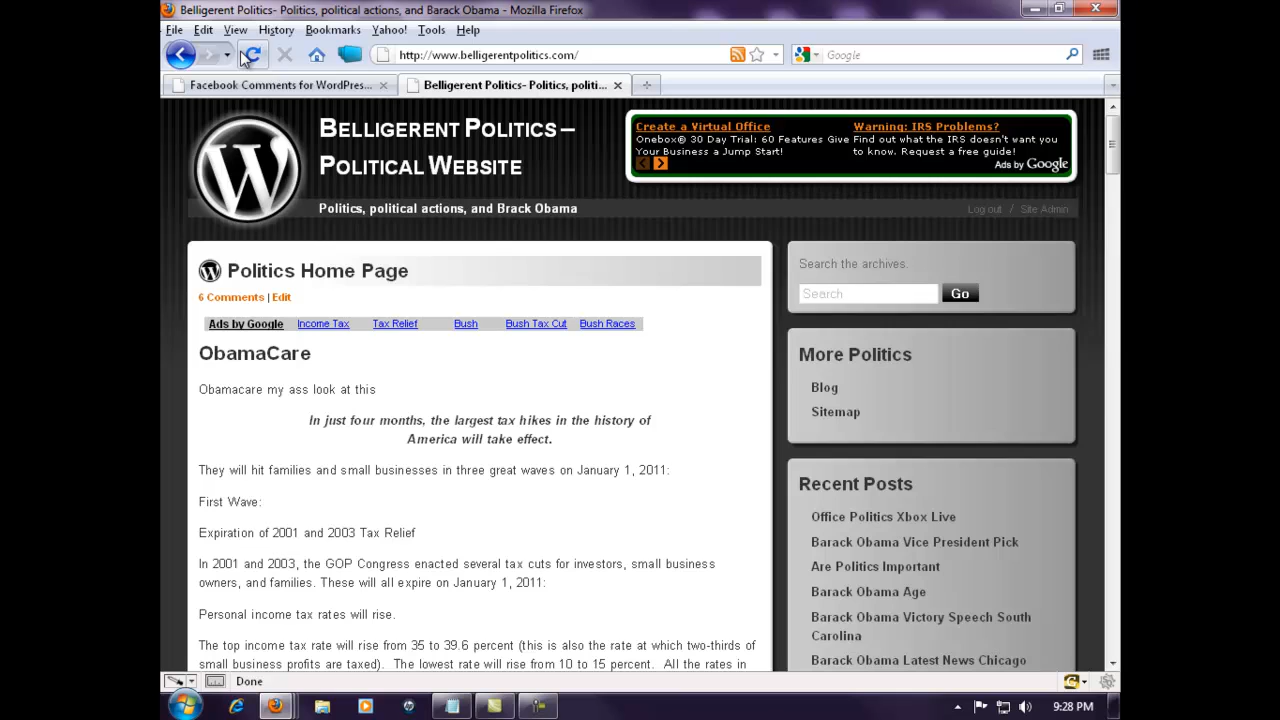 Belligerent Politics- Politics, political actions, and Barack Obama - Mozilla Firefox
File Edit View History Bookmarks Yahoo! Tools Help
http://www.belligerentpolitics.com/
Google
Facebook Comments for WordPres...
Belligerent Politics- Politics, politi...
BELLIGERENT POLITICS –
POLITICAL WEBSITE
Politics, political actions, and Brack Obama
Create a Virtual Office
Onebox® 30 Day Trial: 60 Features Give
Your Business a Jump Start!
Warning: IRS Problems?
Find out what the IRS doesn't want you
to know. Request a free guide!
Ads by Google
Log out / Site Admin
Politics Home Page
6 Comments | Edit
Ads by Google Income Tax Tax Relief Bush Bush Tax Cut Bush Races
ObamaCare
Obamacare my ass look at this
In just four months, the largest tax hikes in the history of
America will take effect.
They will hit families and small businesses in three great waves on January 1, 2011:
First Wave:
Expiration of 2001 and 2003 Tax Relief
In 2001 and 2003, the GOP Congress enacted several tax cuts for investors, small business
owners, and families. These will all expire on January 1, 2011:
Personal income tax rates will rise.
The top income tax rate will rise from 35 to 39.6 percent (this is also the rate at which two-thirds of
small business profits are taxed). The lowest rate will rise from 10 to 15 percent. All the rates in
Search the archives.
Search
Go
More Politics
Blog
Sitemap
Recent Posts
Office Politics Xbox Live
Barack Obama Vice President Pick
Are Politics Important
Barack Obama Age
Barack Obama Victory Speech South
Carolina
Barack Obama Latest News Chicago
Done
9:28 PM